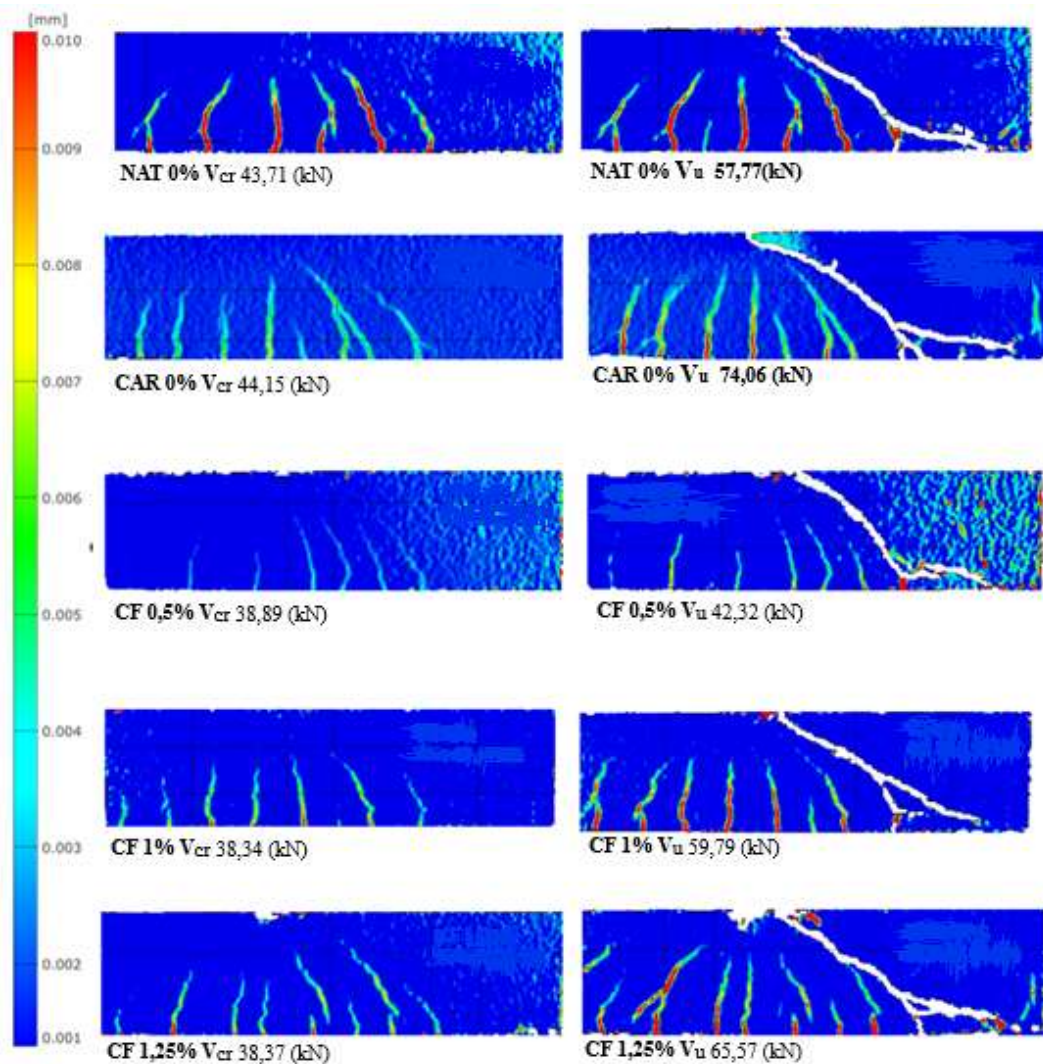 [mm]
0.010
0.009
0.008
0.007
0.006
0.005
0.004
0.003
0.002
0.001
NAT 0% Vcr 43,71 (kN)
NAT 0% Vu 57,77(kN)
CAR 0% Vcr 44,15 (kN)
CAR 0% Vu 74,06 (kN)
CF 0,5% Vcr 38,89 (kN)
CF 0,5% Vu 42,32 (kN)
CF 1% Vcr 38,34 (kN)
CF 1% Vu 59,79 (kN)
CF 1,25% Vcr 38,37 (kN)
CF 1,25% Vu 65,57 (kN)